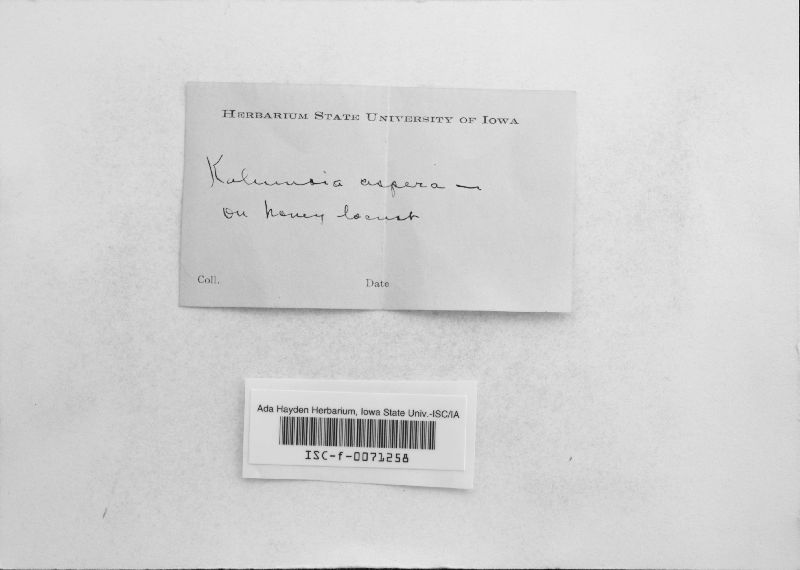 HERBARIUM STATE UNIVERSITY OF IOWA
Kalmusia aspera —
on honey locust
Coll. Date
Ada Hayden Herbarium, Iowa State Univ.-ISC/IA
ISC-f-0071258